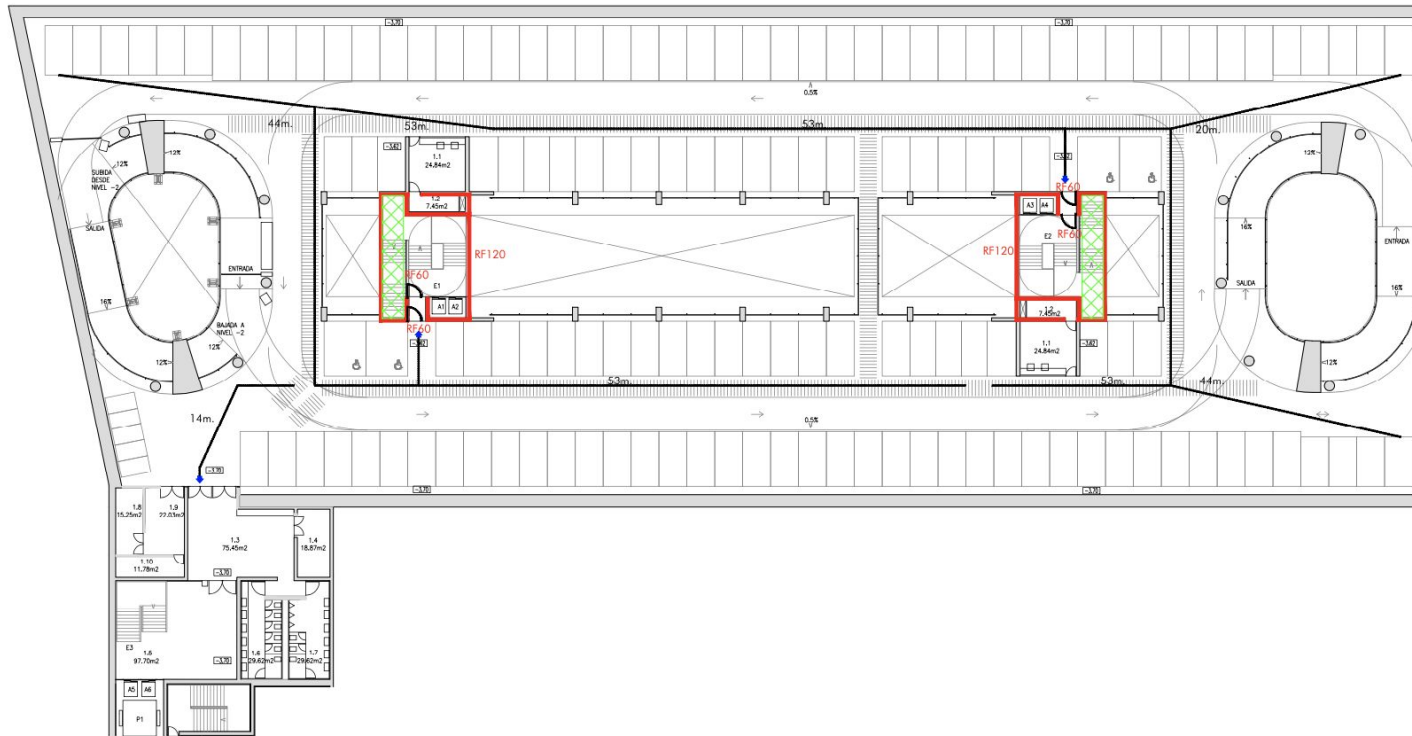 -3,70
-3,70
0.5%
44m.
53m.
53m.
20m.
12%
12%
12%
SUBIDA
DESDE
NIVEL -2
-3,62
1.1
24.84m2
-3,62
RF60
1.2
7.45m2
A3
A4
RF60
SALIDA
16%
ENTRADA
E2
RF120
RF120
ENTRADA
SALIDA
RF60
E1
16%
16%
A1
A2
1.2
7.45m2
BAJADA A
NIVEL -2
12%
RF60
-3,62
1.1
24.84m2
-3,62
12%
12%
12%
53m.
53m.
44m.
14m.
0.5%
-3,70
-3,70
-3,70
1.8
15.25m2
1.9
22.03m2
1.3
75.45m2
1.4
18.87m2
1.10
11.78m2
-3,70
E3
1.5
97.70m2
-3,70
1.6
29.62m2
1.7
29.62m2
A5
A6
P1